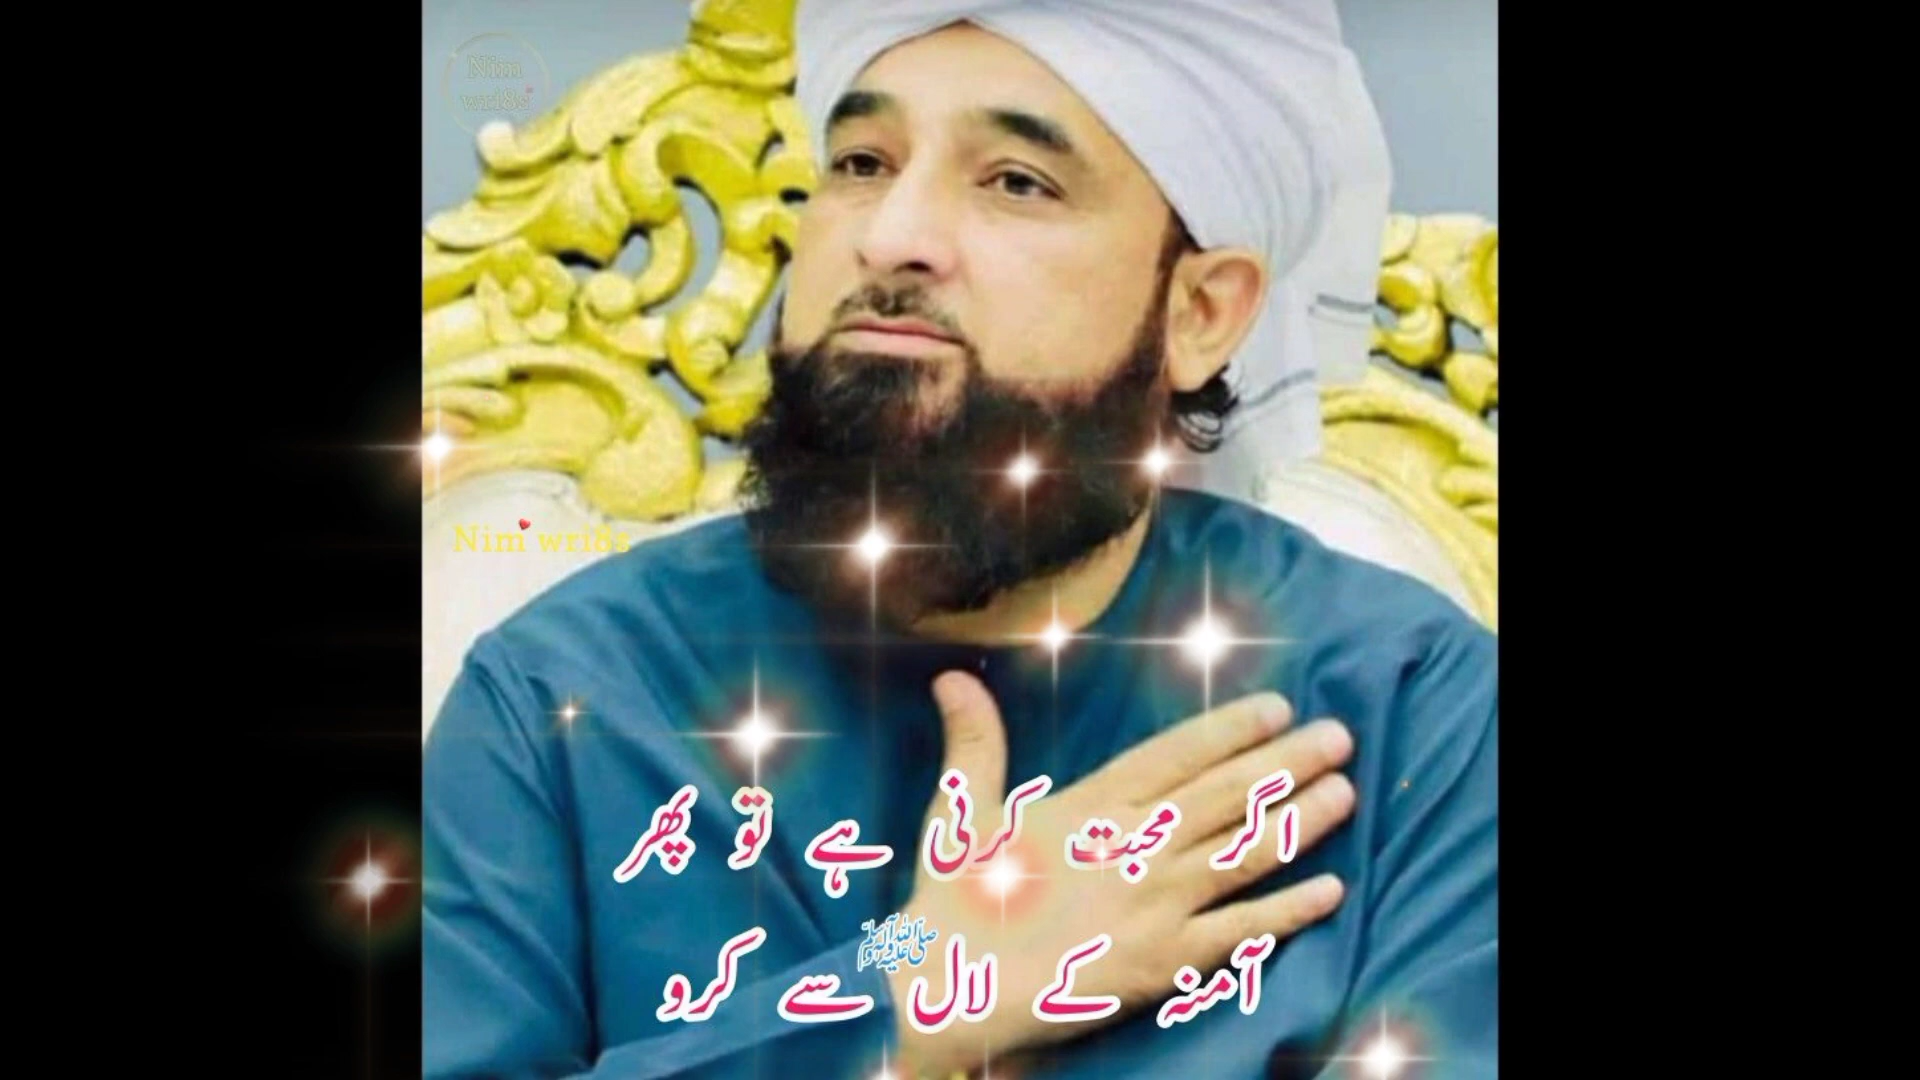 Nim
wri8s
Nim wri8s
اگر محبت کرنی ہے تو پھر
آمنہ کے لال ﷺ سے کرو